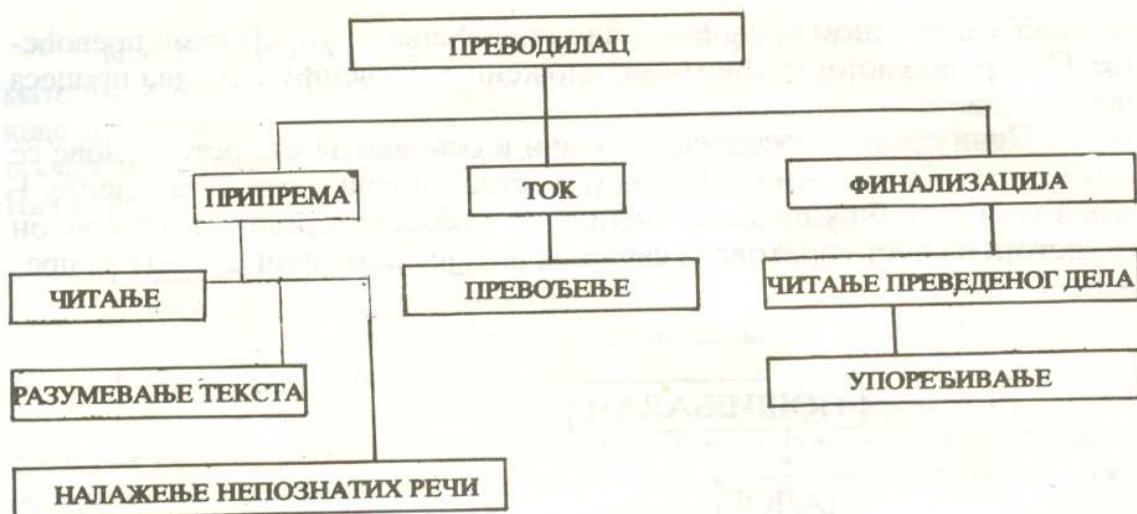 ПРЕВОДИЛАЦ
ПРИПРЕМА
ТОК
ФИНАЛИЗАЦИЈА
ЧИТАЊЕ
ПРЕВОЂЕЊЕ
ЧИТАЊЕ ПРЕВЕДЕНОГ ДЕЛА
РАЗУМЕВАЊЕ ТЕКСТА
УПОРЕЂИВАЊЕ
НАЛАЖЕЊЕ НЕПОЗНАТИХ РЕЧИ